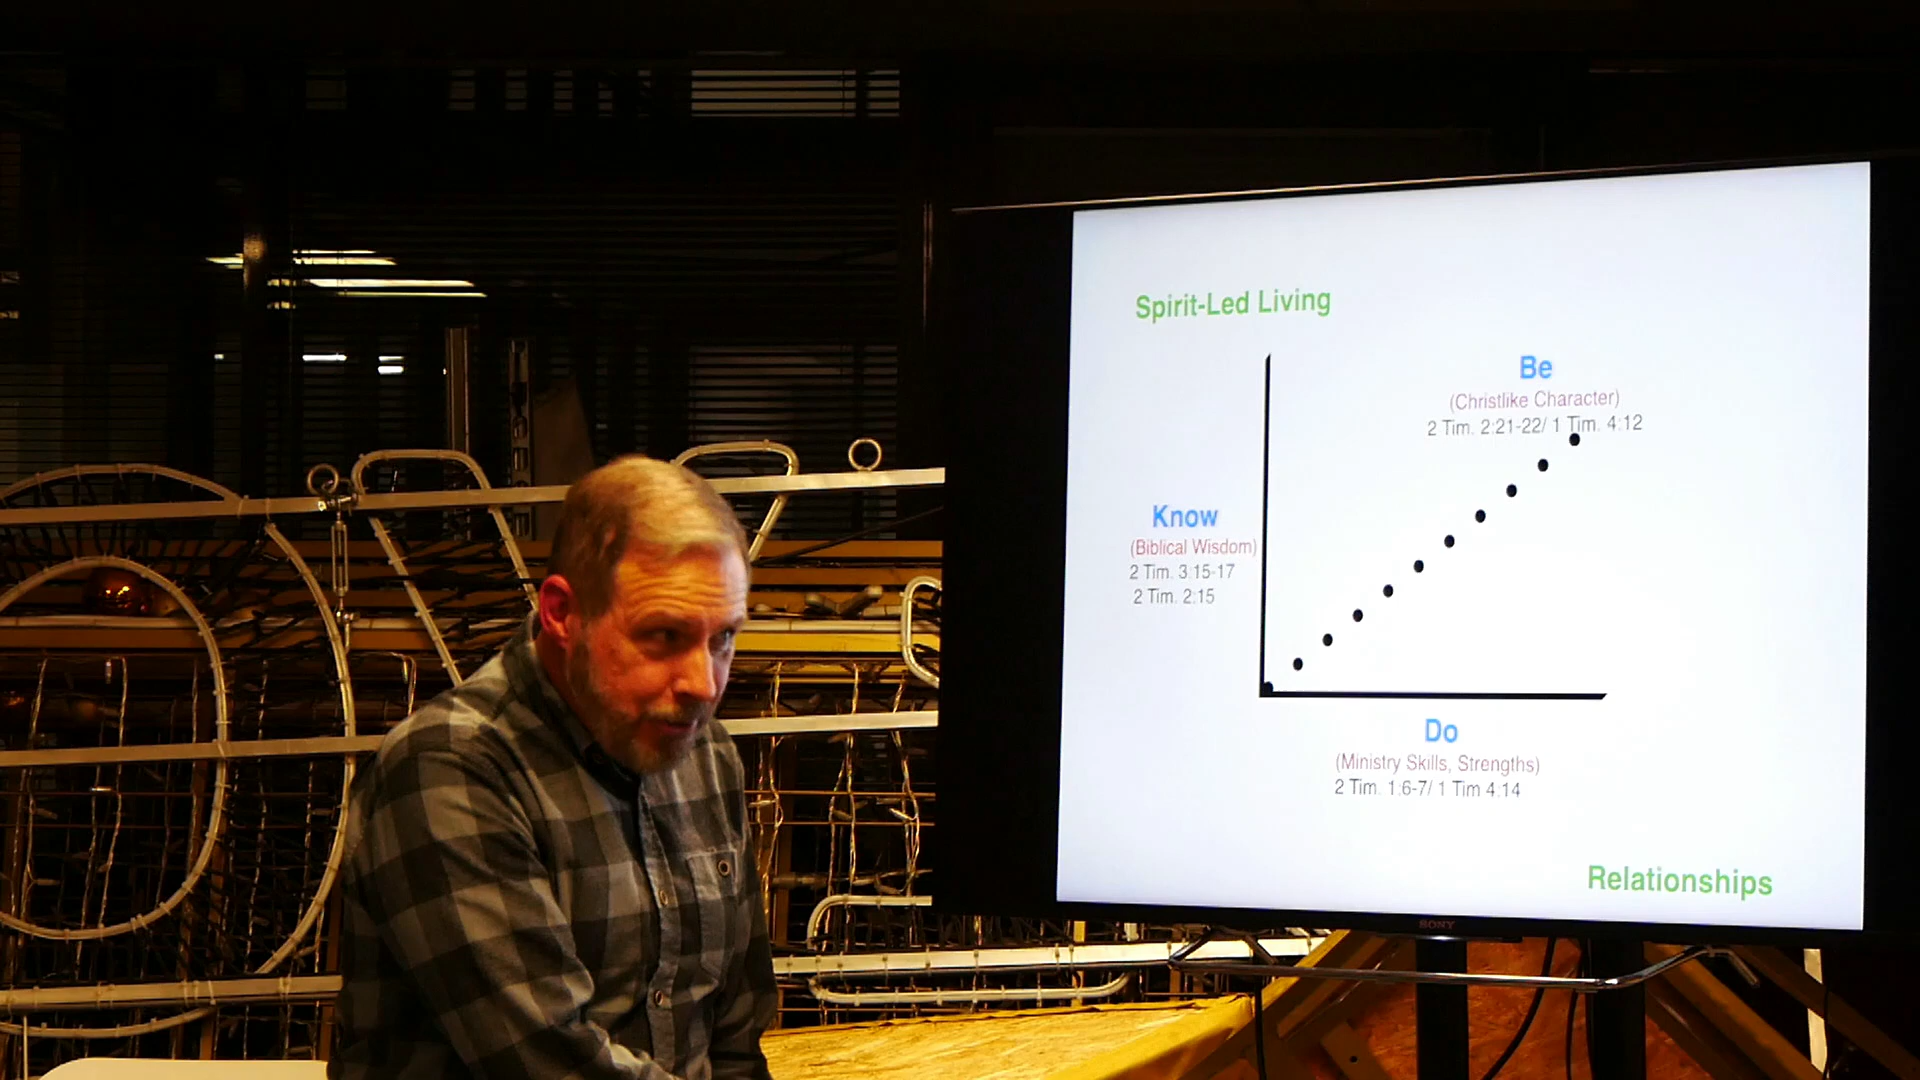 Spirit-Led Living
Be
(Christlike Character)
2 Tim. 2:21-22/ 1 Tim. 4:12
Know
(Biblical Wisdom)
2 Tim. 3:15-17
2 Tim. 2:15
Do
(Ministry Skills, Strengths)
2 Tim. 1:6-7/ 1 Tim 4:14
Relationships
SONY